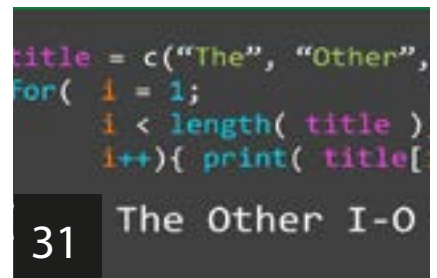 title = c(“The”, “Other”,
for( i = 1;
i < length( title )
i++){ print( title[
The Other I-O
31